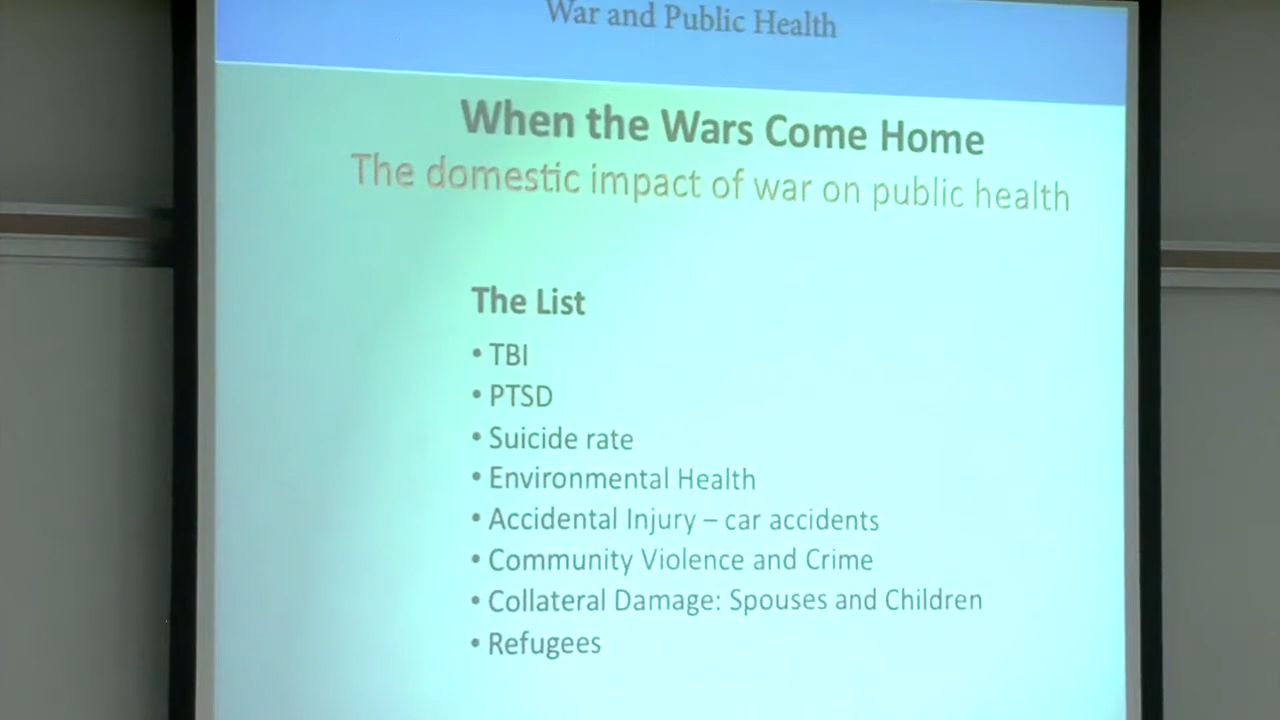 War and Public Health
When the Wars Come Home
The domestic impact of war on public health
The List
• TBI
• PTSD
• Suicide rate
• Environmental Health
• Accidental Injury – car accidents
• Community Violence and Crime
• Collateral Damage: Spouses and Children
• Refugees